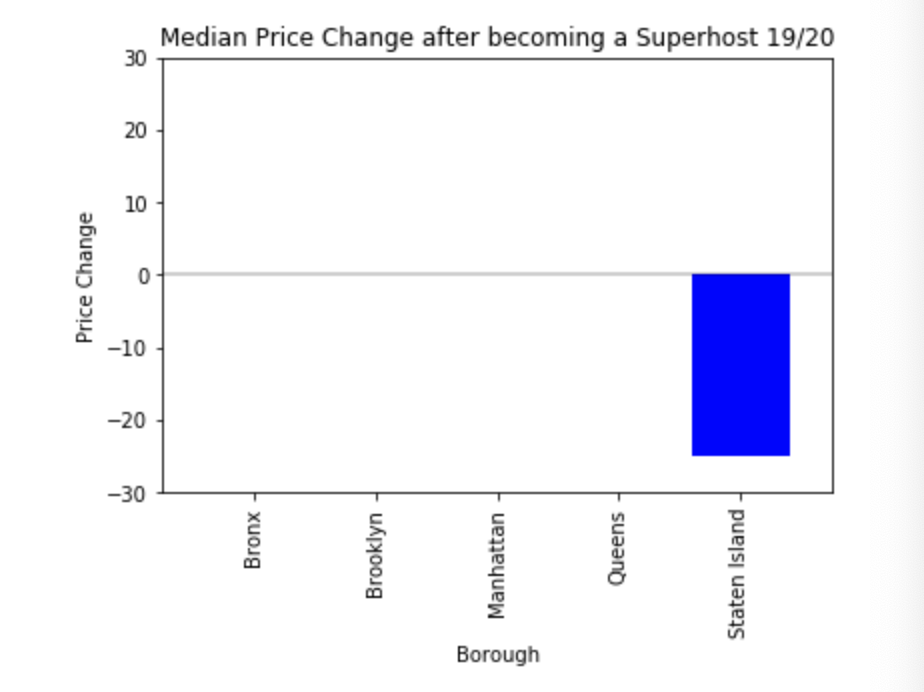 Median Price Change after becoming a Superhost 19/20
30
20
10
0
−10
−20
−30
Price Change
Bronx
Brooklyn
Manhattan
Queens
Staten Island
Borough